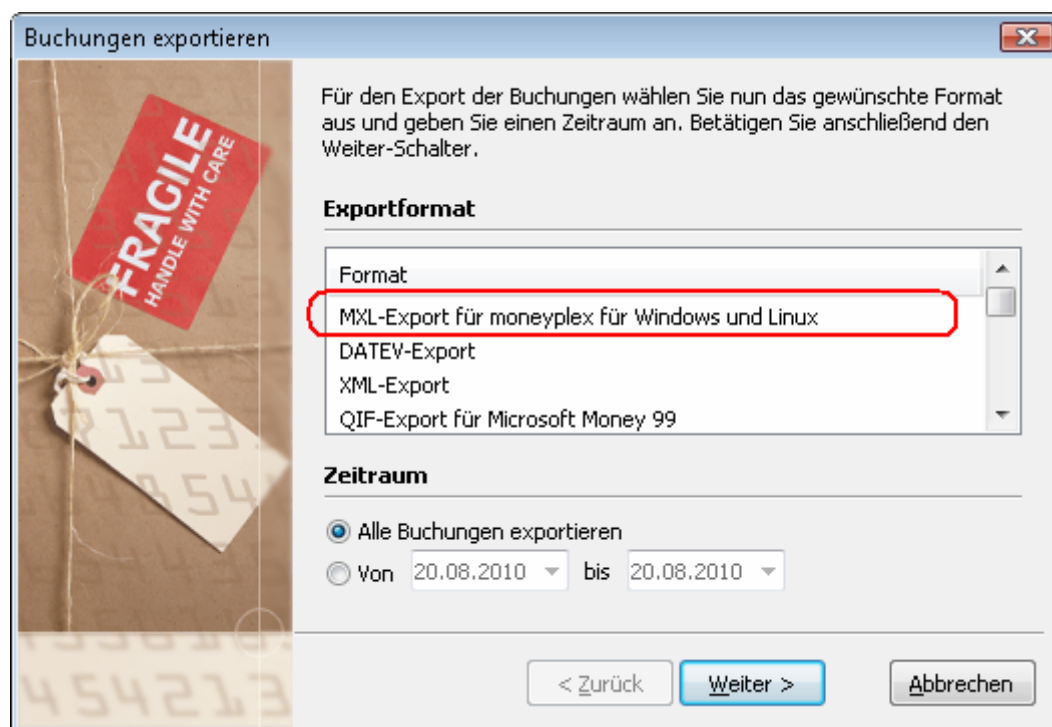 Buchungen exportieren
FRAGILE
HANDLE WITH CARE
Für den Export der Buchungen wählen Sie nun das gewünschte Format
aus und geben Sie einen Zeitraum an. Betätigen Sie anschließend den
Weiter-Schalter.
Exportformat
Format
MXL-Export für moneyplex für Windows und Linux
DATEV-Export
XML-Export
QIF-Export für Microsoft Money 99
Zeitraum
Alle Buchungen exportieren
Von 20.08.2010 bis 20.08.2010
< Zurück Weiter > Abbrechen
454213